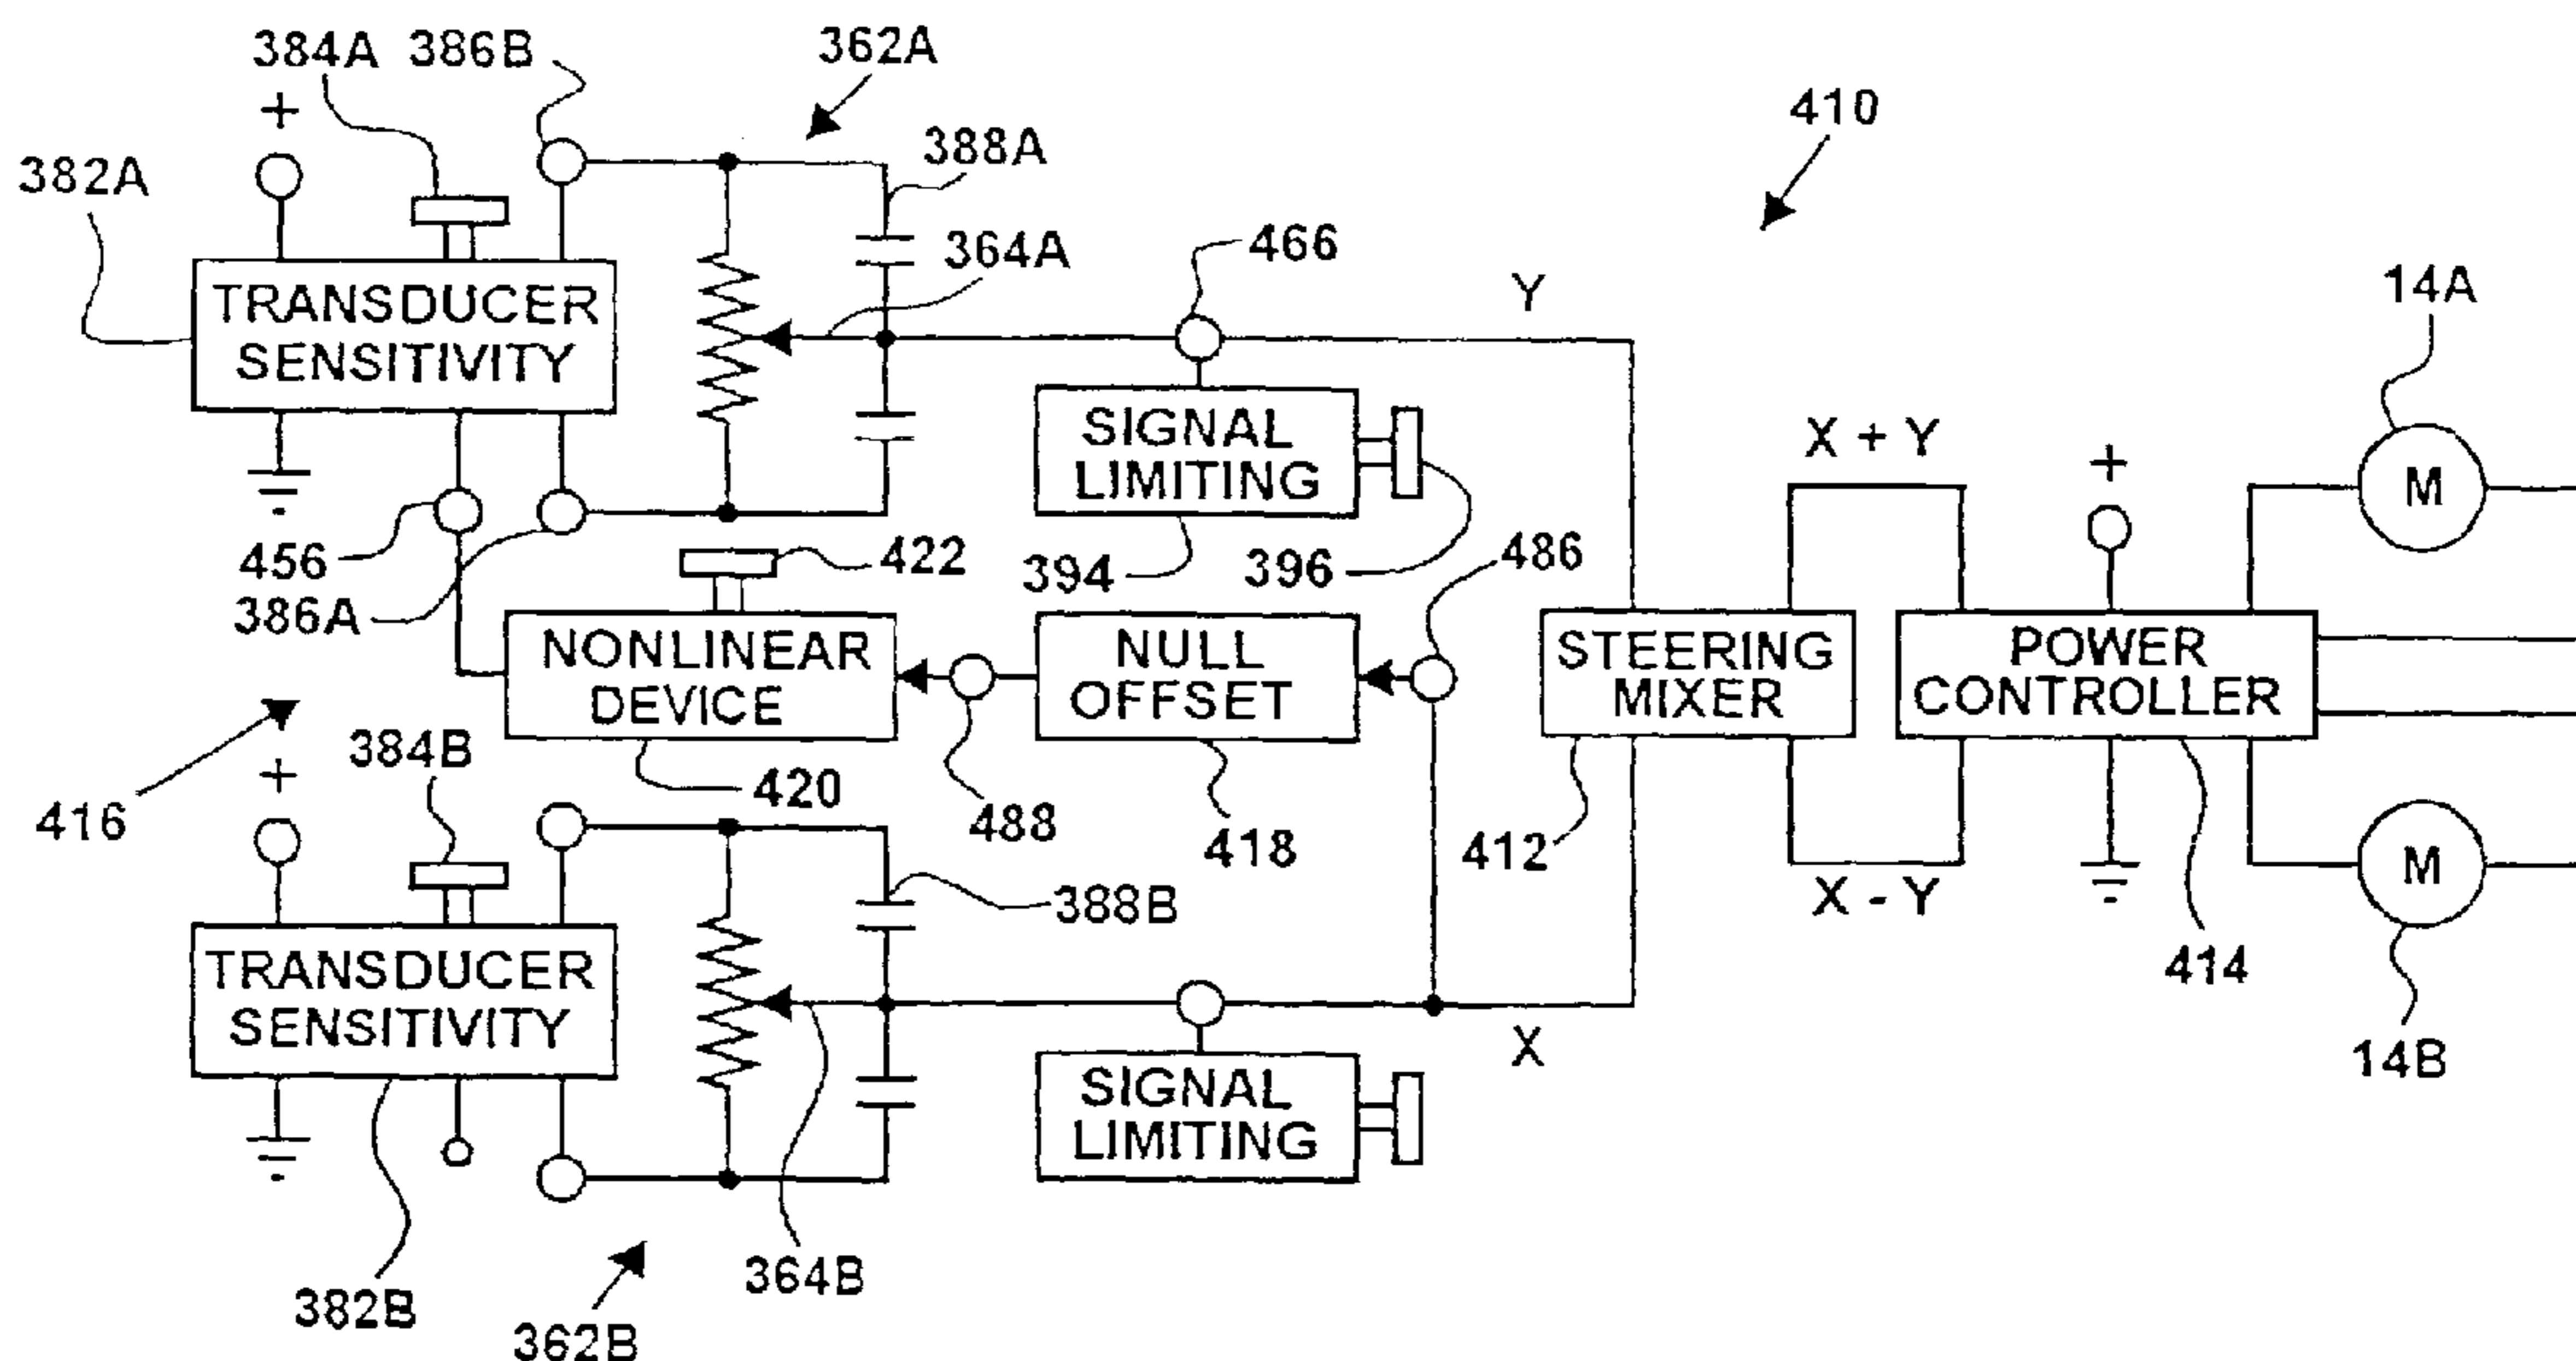 384A 386B 362A
+
388A
410
382A
364A
466
Y
14A
TRANSDUCER
SENSITIVITY
SIGNAL
LIMITING
X + Y
+
M
456
386A
422
394
396
486
NONLINEAR
DEVICE
NULL
OFFSET
STEERING
MIXER
POWER
CONTROLLER
384B
+
416
420
488
418
412
X - Y
M
388B
414
TRANSDUCER
SENSITIVITY
X
14B
SIGNAL
LIMITING
364B
382B
362B